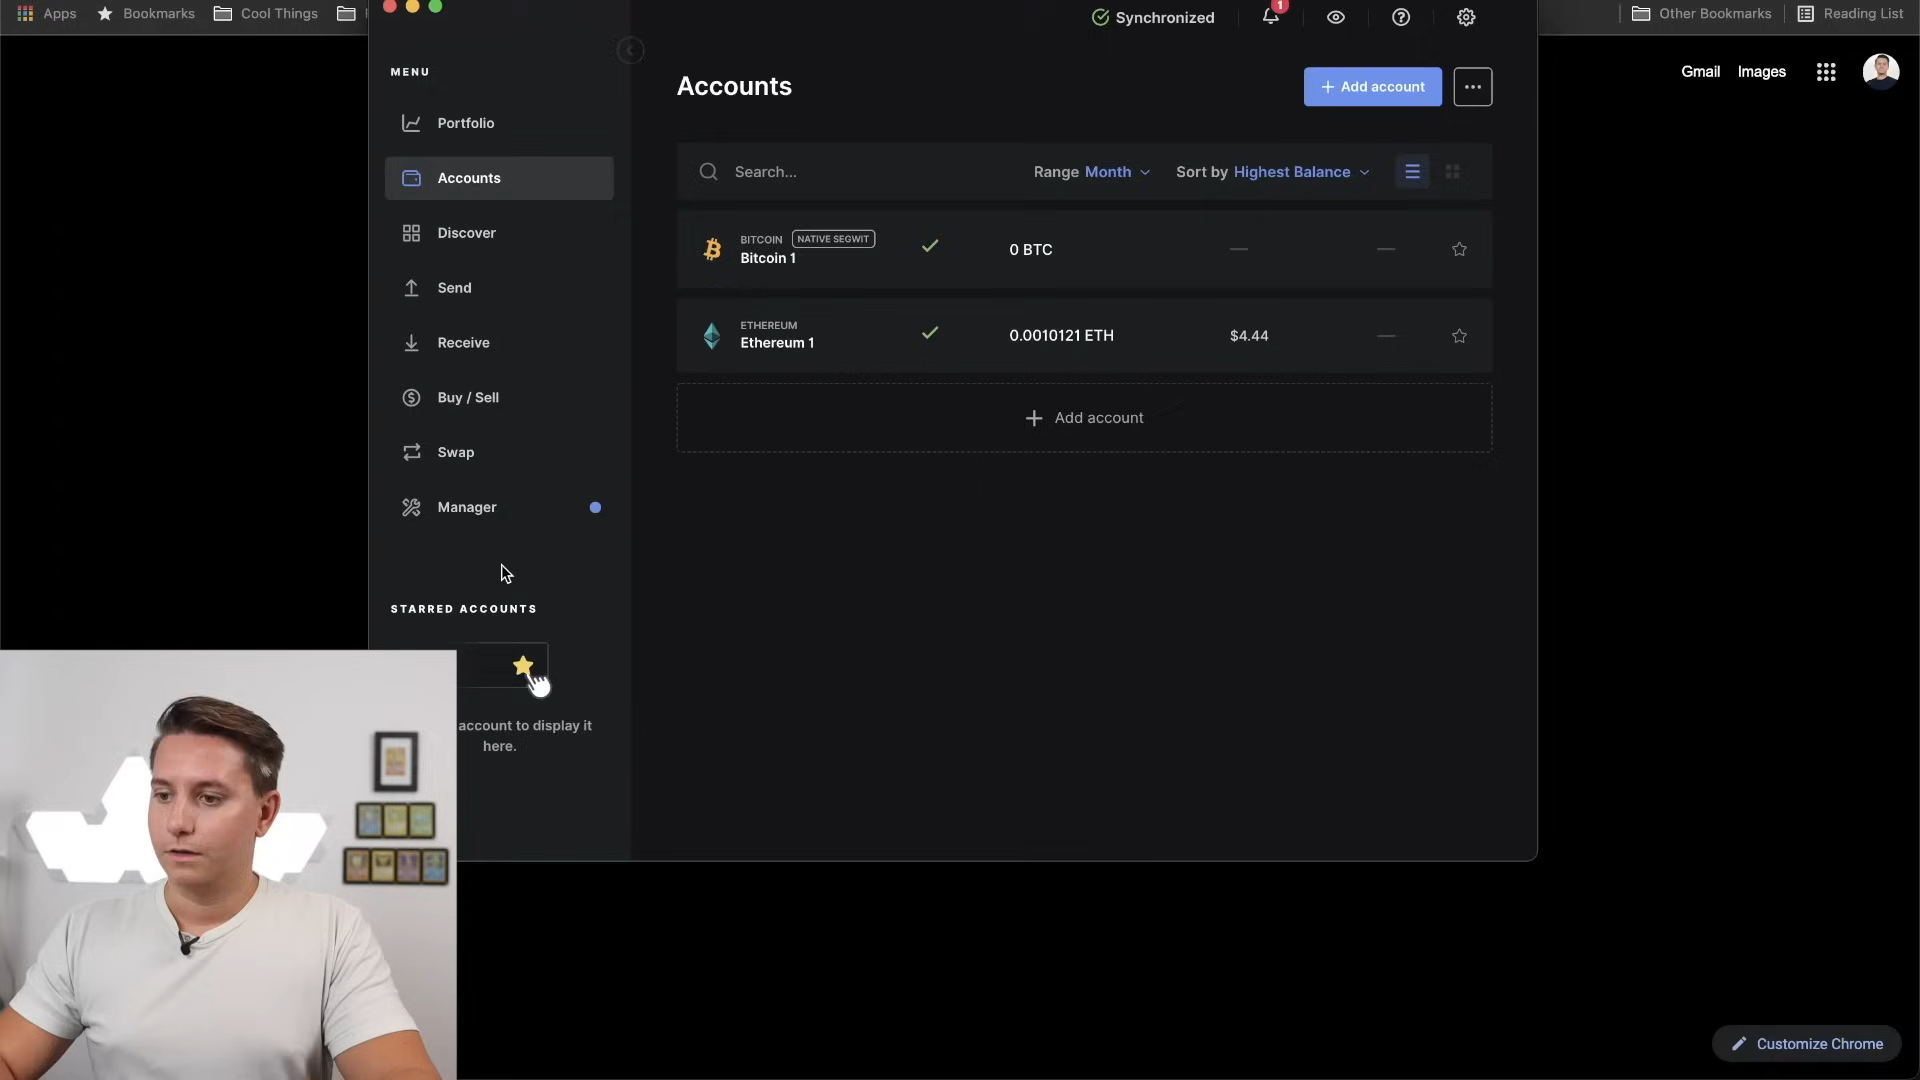 Apps
Bookmarks
Cool Things
Other Bookmarks
Reading List
Synchronized
1
Gmail
Images
MENU
Portfolio
Accounts
Discover
Send
Receive
Buy / Sell
Swap
Manager
STARRED ACCOUNTS
account to display it
here.
Accounts
+ Add account
Search...
Range Month
Sort by Highest Balance
BITCOIN NATIVE SEGWIT
Bitcoin 1
0 BTC
—
—
ETHEREUM
Ethereum 1
0.0010121 ETH
$4.44
—
+ Add account
Customize Chrome